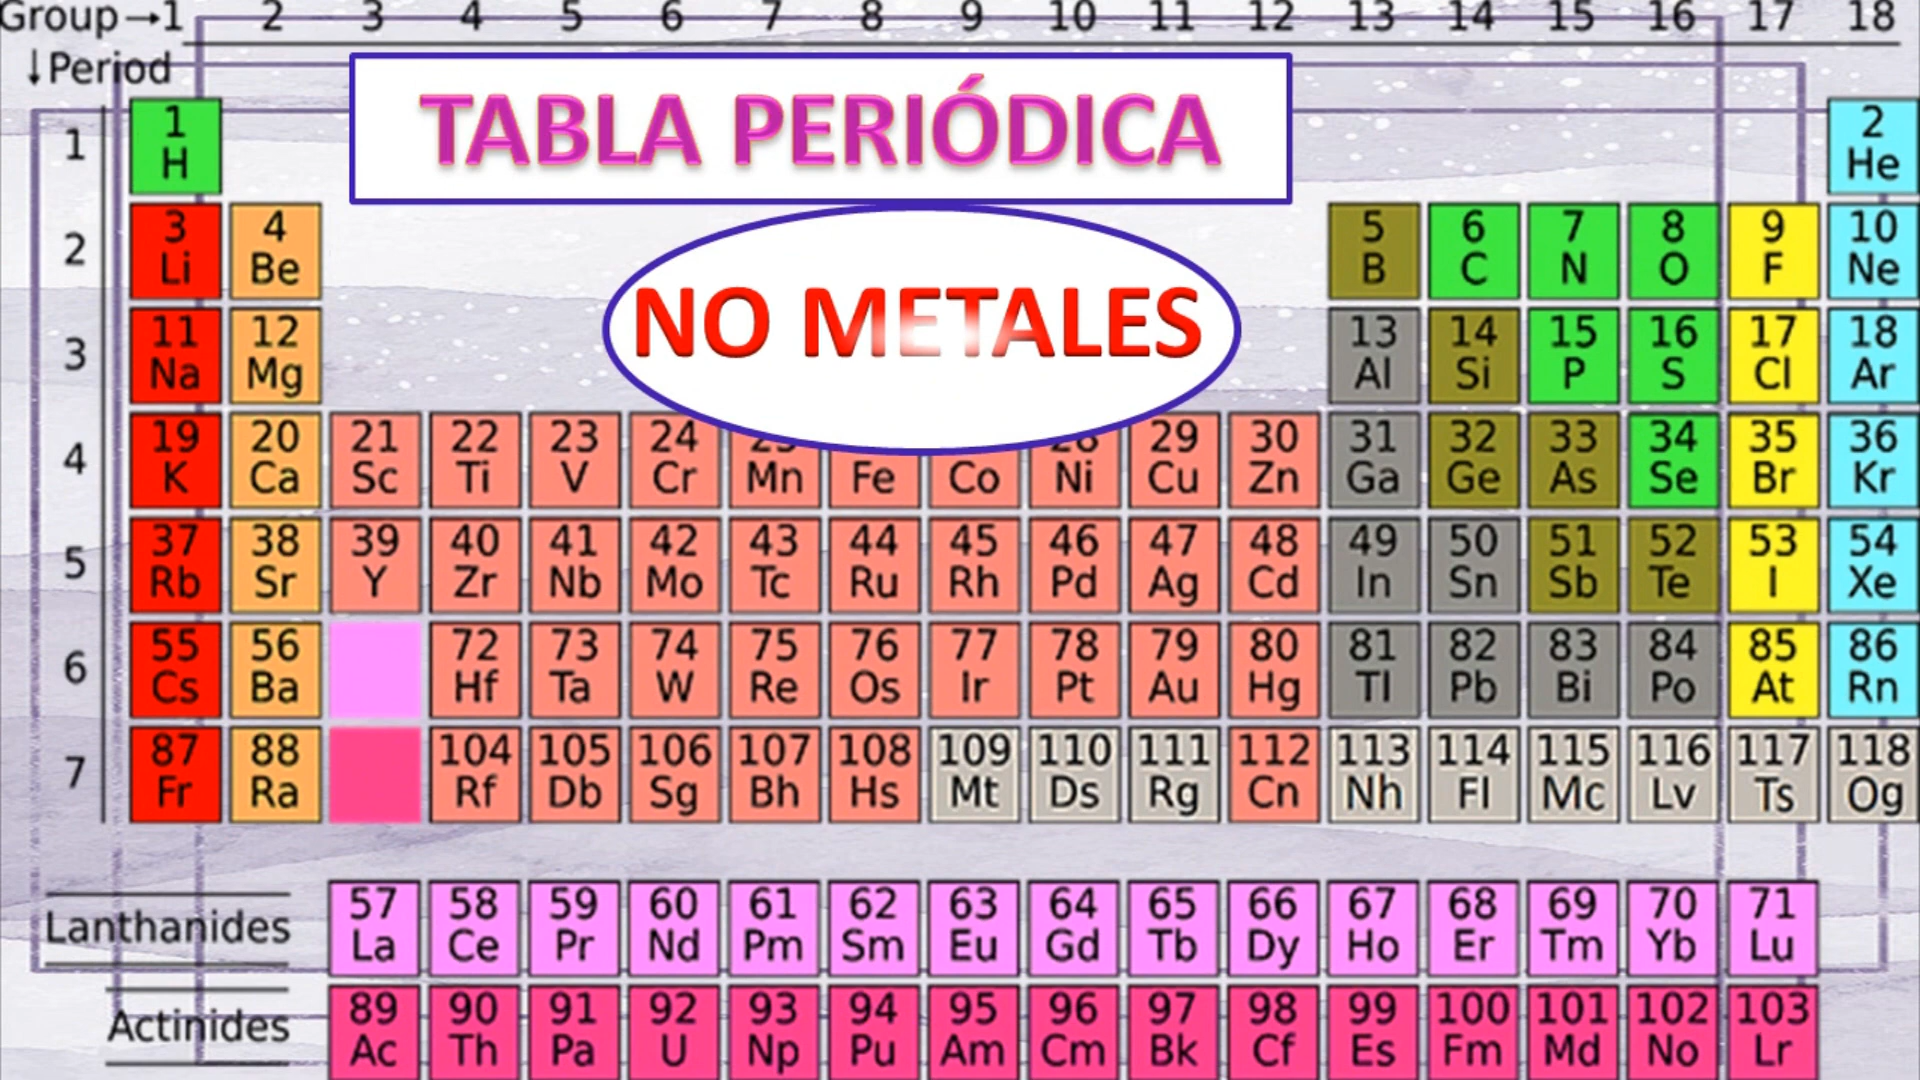 Group→1 2 3 4 5 6 7 8 9 10 11 12 13 14 15 16 17 18
↓Period
TABLA PERIÓDICA
NO METALES
1 1 2
H He
2 3 4 5 6 7 8 9 10
Li Be B C N O F Ne
3 11 12 13 14 15 16 17 18
Na Mg Al Si P S Cl Ar
4 19 20 21 22 23 24 25 28 29 30 31 32 33 34 35 36
K Ca Sc Ti V Cr Mn Fe Co Ni Cu Zn Ga Ge As Se Br Kr
5 37 38 39 40 41 42 43 44 45 46 47 48 49 50 51 52 53 54
Rb Sr Y Zr Nb Mo Tc Ru Rh Pd Ag Cd In Sn Sb Te I Xe
6 55 56 72 73 74 75 76 77 78 79 80 81 82 83 84 85 86
Cs Ba Hf Ta W Re Os Ir Pt Au Hg Tl Pb Bi Po At Rn
7 87 88 104 105 106 107 108 109 110 111 112 113 114 115 116 117 118
Fr Ra Rf Db Sg Bh Hs Mt Ds Rg Cn Nh Fl Mc Lv Ts Og
Lanthanides 57 58 59 60 61 62 63 64 65 66 67 68 69 70 71
La Ce Pr Nd Pm Sm Eu Gd Tb Dy Ho Er Tm Yb Lu
Actinides 89 90 91 92 93 94 95 96 97 98 99 100 101 102 103
Ac Th Pa U Np Pu Am Cm Bk Cf Es Fm Md No Lr